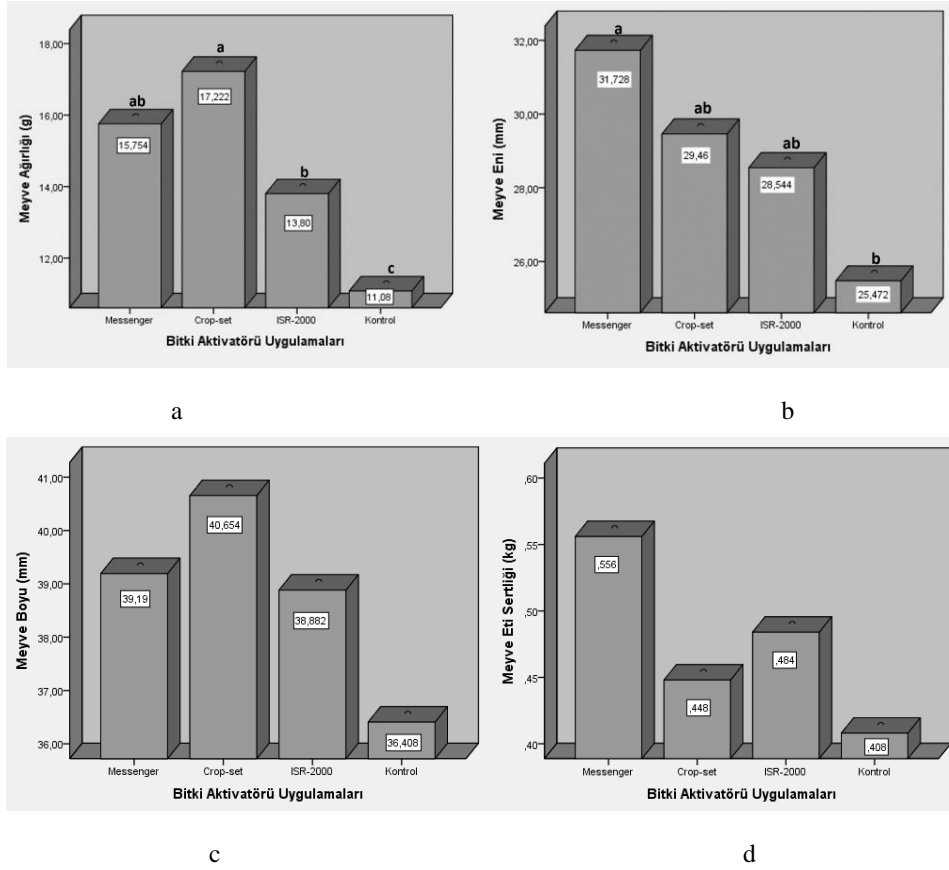 Meyve Ağırlığı (g)
18,00
16,00
14,00
12,00
ab
a
b
c
15,754
17,222
13,80
11,08
Messenger Crop-set ISR-2000 Kontrol
Bitki Aktivatörü Uygulamaları
a
Meyve Eni (mm)
32,00
30,00
28,00
26,00
a
ab
ab
b
31,728
29,46
28,544
25,472
Messenger Crop-set ISR-2000 Kontrol
Bitki Aktivatörü Uygulamaları
b
Meyve Boyu (mm)
41,00
40,00
39,00
38,00
37,00
36,00
39,19
40,654
38,882
36,408
Messenger Crop-set ISR-2000 Kontrol
Bitki Aktivatörü Uygulamaları
c
Meyve Eti Sertliği (kg)
,60
,55
,50
,45
,40
,556
,448
,484
,408
Messenger Crop-set ISR-2000 Kontrol
Bitki Aktivatörü Uygulamaları
d